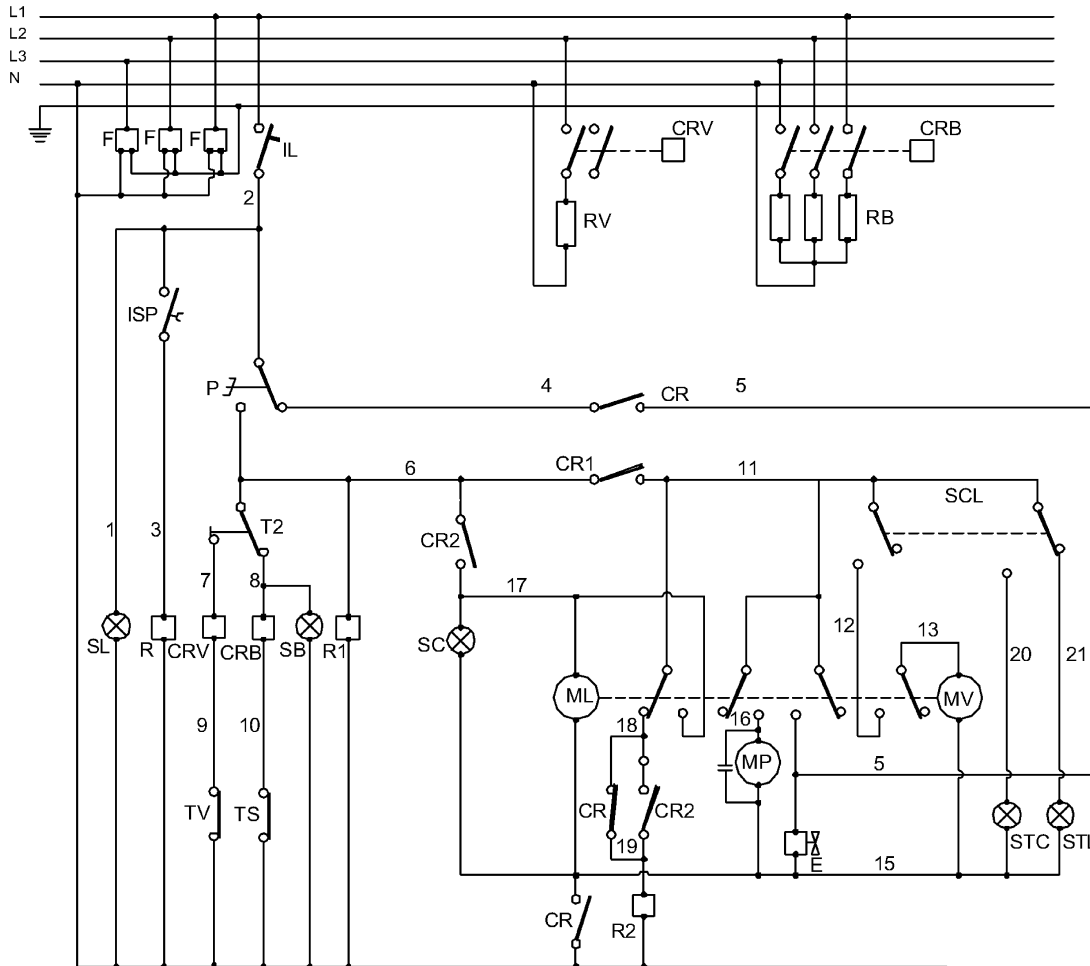 L1
L2
L3
N
F F F
IL
CRV
CRB
2
RV
RB
ISP
P
4
CR
5
6
CR1
11
SCL
1
3
T2
CR2
7
8
17
12
13
20
21
SL
R
CRV
CRB
SB
R1
SC
ML
MV
18
16
MP
9
10
5
TV
TS
CR
CR2
19
E
STC
STL
15
CR
R2